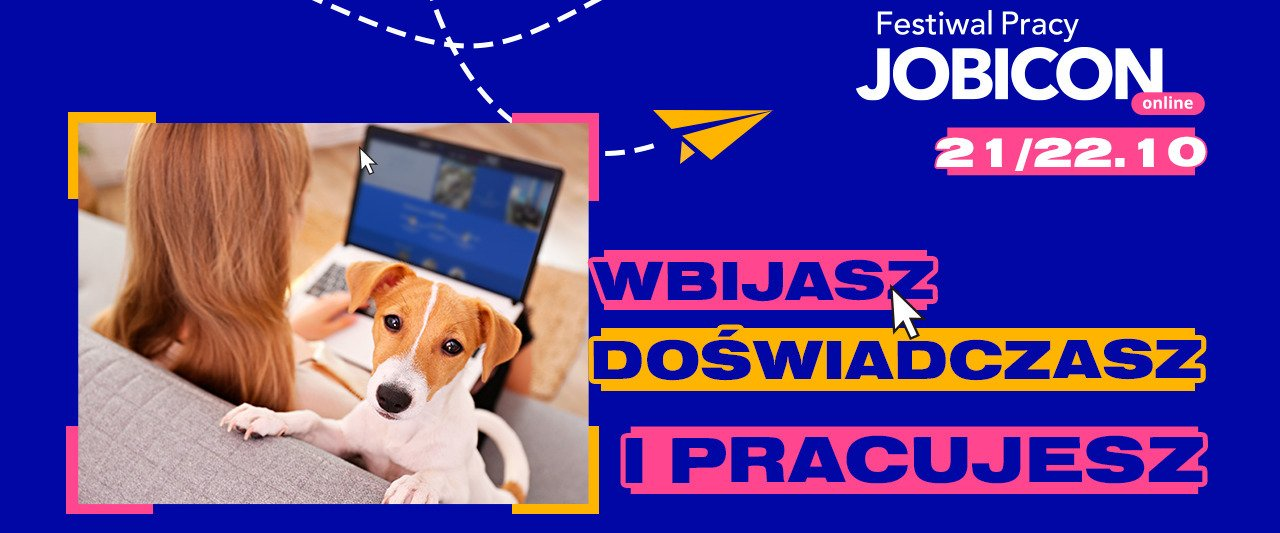 Festiwal Pracy
JOBICON
online
21/22.10
WBIJASZ
DOŚWIADCZASZ
I PRACUJESZ